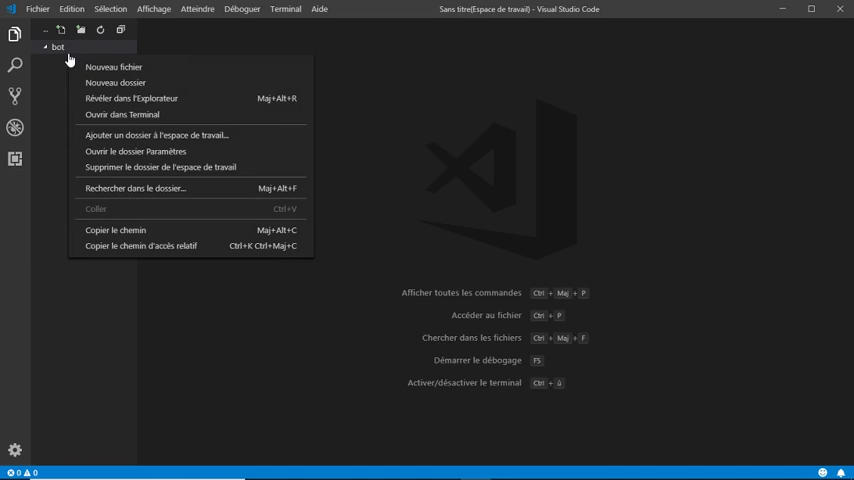 Fichier Edition Sélection Affichage Atteindre Déboguer Terminal Aide Sans titre(Espace de travail) - Visual Studio Code
bot
Nouveau fichier
Nouveau dossier
Révéler dans l'Explorateur Maj+Alt+R
Ouvrir dans Terminal
Ajouter un dossier à l'espace de travail...
Ouvrir le dossier Paramètres
Supprimer le dossier de l'espace de travail
Rechercher dans le dossier... Maj+Alt+F
Coller Ctrl+V
Copier le chemin Maj+Alt+C
Copier le chemin d'accès relatif Ctrl+K Ctrl+Maj+C
Afficher toutes les commandes Ctrl + Maj + P
Accéder au fichier Ctrl + P
Chercher dans les fichiers Ctrl + Maj + F
Démarrer le débogage F5
Activer/désactiver le terminal Ctrl + ù
0 0